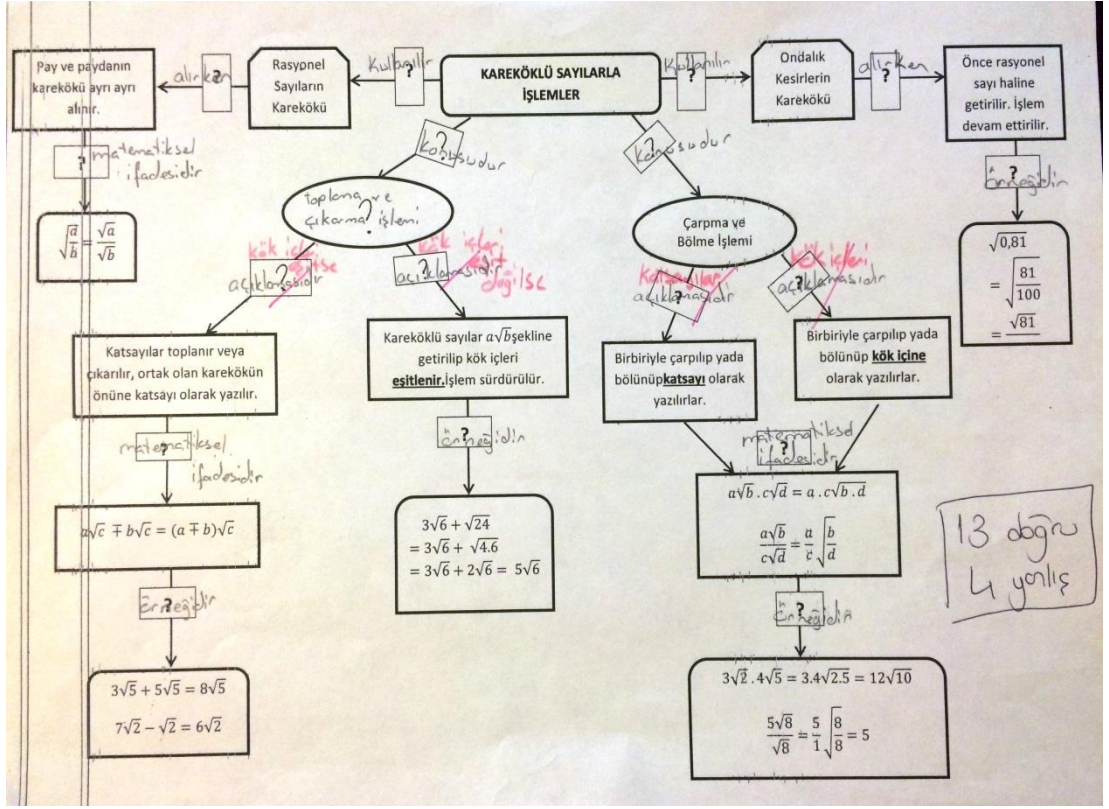 Pay ve paydanın
karekökü ayrı ayrı
alınır.
alırken
?
Rasyonel
Sayıların
Karekökü
Kullanılır
?
KAREKÖKLÜ SAYILARLA
İŞLEMLER
Kullanılır
?
Ondalık
Kesirlerin
Karekökü
alırken
?
Önce rasyonel
sayı haline
getirilir. İşlem
devam ettirilir.
?
matematiksel
ifadesidir
√(a/b) = √a/√b
?
konusudur
toplama ve
çıkarma ? işlemi
?
konusudur
Çarpma ve
Bölme İşlemi
?
örneğidir
√0,81
= √(81/100)
= √81/
kök içleri
eşitse
?
açıklamasıdır
kök içleri
eşit
değilse
?
açıklamasıdır
katsayılar
?
açıklamasıdır
kök içleri
?
açıklamasıdır
Katsayılar toplanır veya
çıkarılır, ortak olan karekökün
önüne katsayı olarak yazılır.
Kareköklü sayılar a√b şekline
getirilip kök içleri
eşitlenir.İşlem sürdürülür.
Birbiriyle çarpılıp yada
bölünüpkatsayı olarak
yazılırlar.
Birbiriyle çarpılıp yada
bölünüp kök içine
olarak yazılırlar.
?
matematiksel
ifadesidir
?
örneğidir
?
matematiksel
ifadesidir
a√c ∓ b√c = (a ∓ b)√c
3√6 + √24
= 3√6 + √4.6
= 3√6 + 2√6 = 5√6
a√b . c√d = a . c√b . d
a√b/c√d = a/c √(b/d)
13 doğru
4 yanlış
?
örneğidir
?
örneğidir
3√5 + 5√5 = 8√5
7√2 − √2 = 6√2
3√2 . 4√5 = 3.4√2.5 = 12√10
5√8/√8 = 5/1 √(8/8) = 5